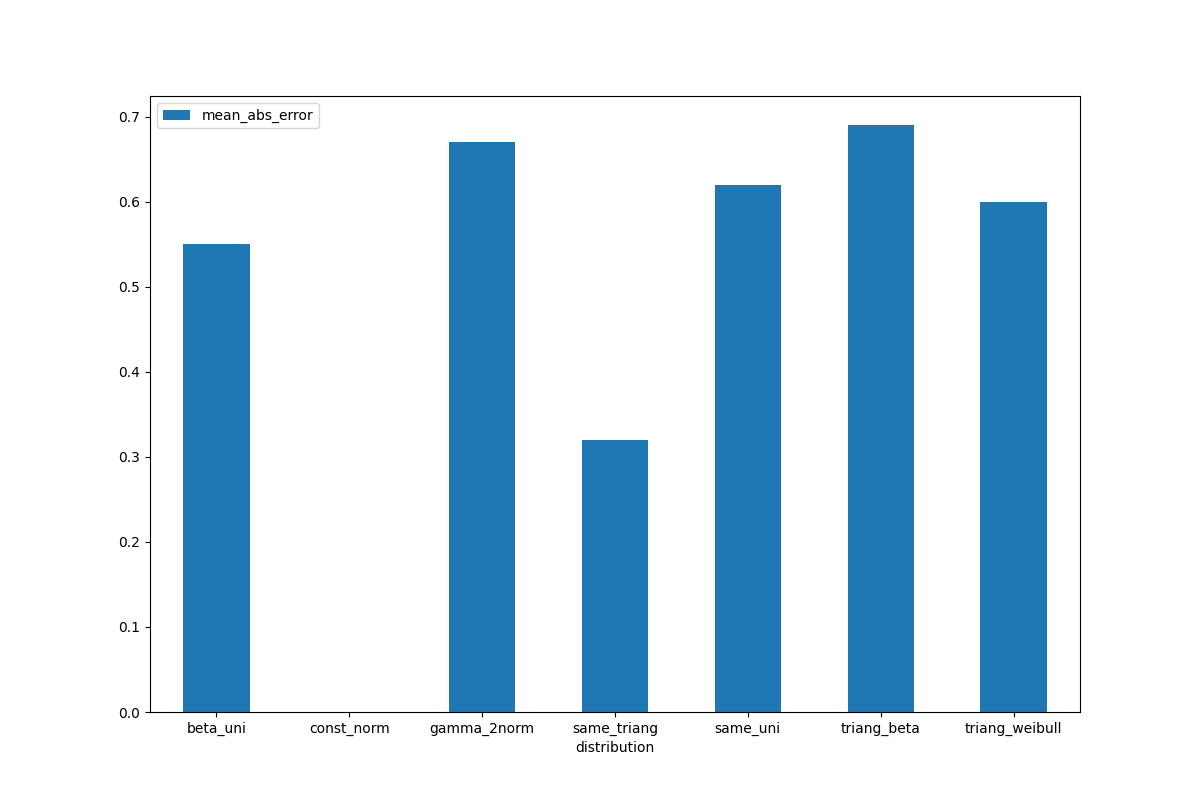 mean_abs_error
0.7
0.6
0.5
0.4
0.3
0.2
0.1
0.0
beta_uni const_norm gamma_2norm same_triang same_uni triang_beta triang_weibull
distribution